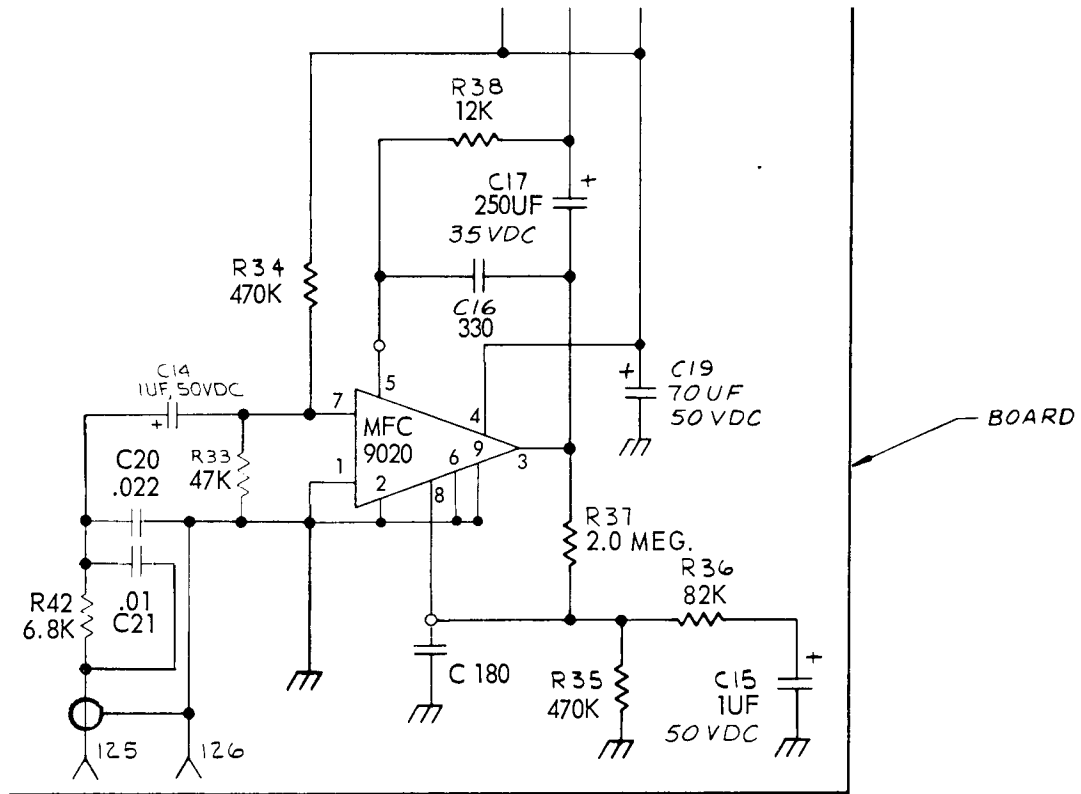 R38
12K
C17
+
250UF
35VDC
R34
470K
C16
330
C14
1UF, 50VDC
+
5
7
MFC
9020
4
+
C19
70UF
50VDC
BOARD
C20
.022
R33
47K
1
2
6
9
3
8
R37
2.0 MEG.
R36
82K
R42
6.8K
.01
C21
C 180
R35
470K
C15
1UF
50VDC
+
125
126